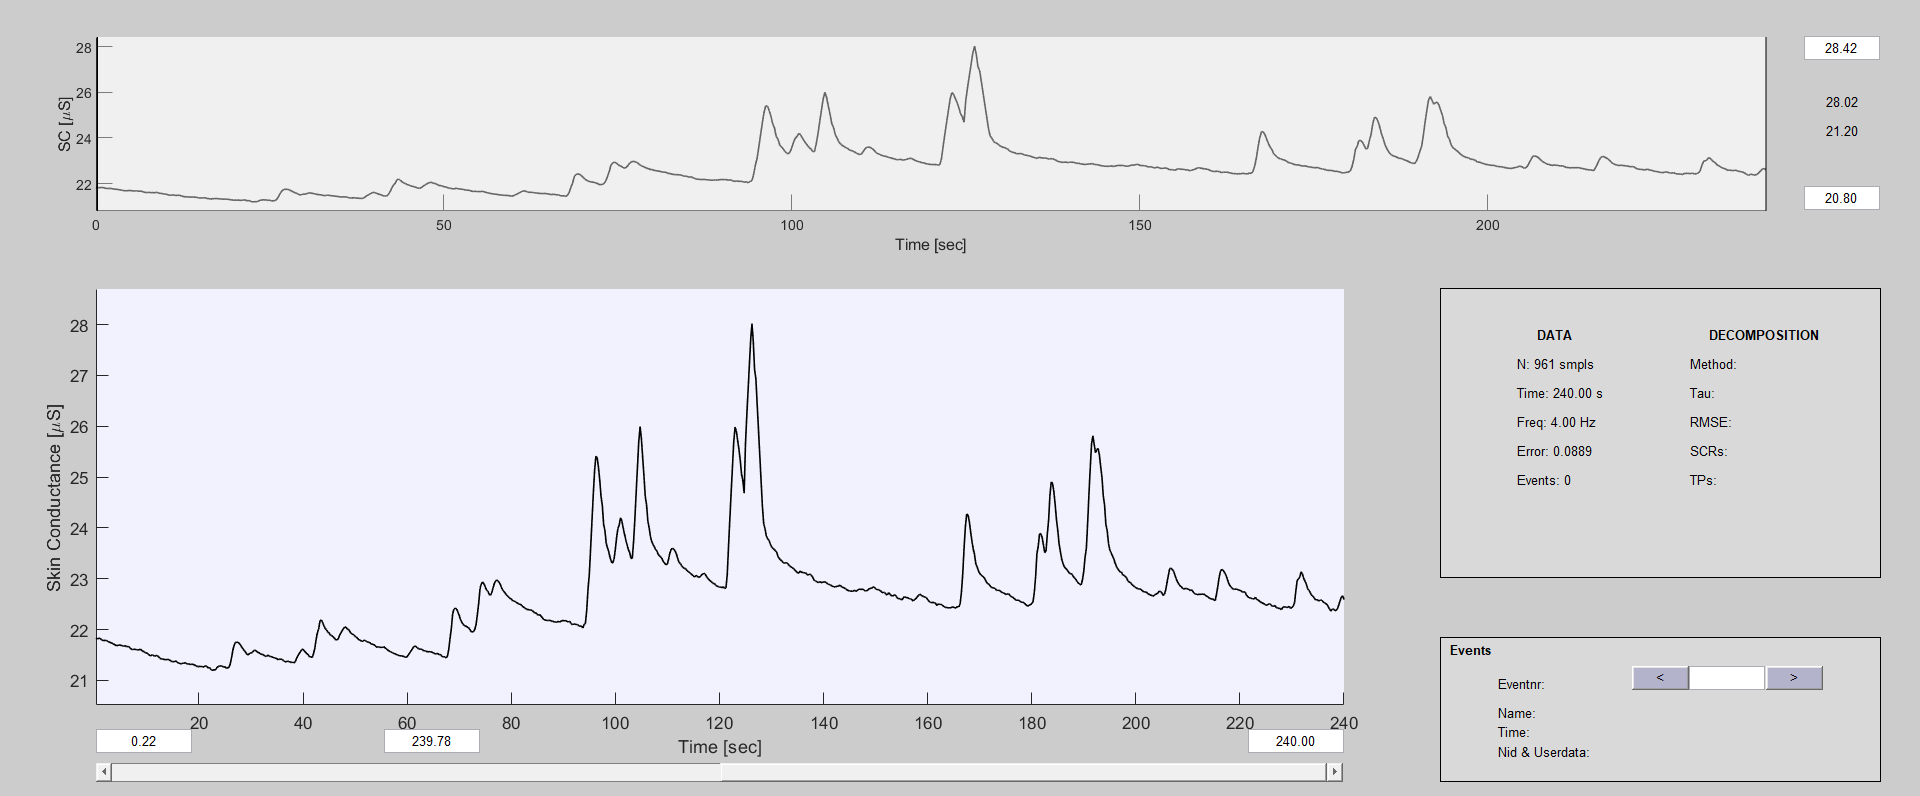 28
26
24
22
SC [µS]
0
50
100
150
200
Time [sec]
28.42
28.02
21.20
20.80
28
27
26
25
24
23
22
21
Skin Conductance [µS]
20
40
60
80
100
120
140
160
180
200
220
240
0.22
239.78
240.00
Time [sec]
<
>
DATA
N: 961 smpls
Time: 240.00 s
Freq: 4.00 Hz
Error: 0.0889
Events: 0
DECOMPOSITION
Method:
Tau:
RMSE:
SCRs:
TPs:
Events
Eventnr:
Name:
Time:
Nid & Userdata: